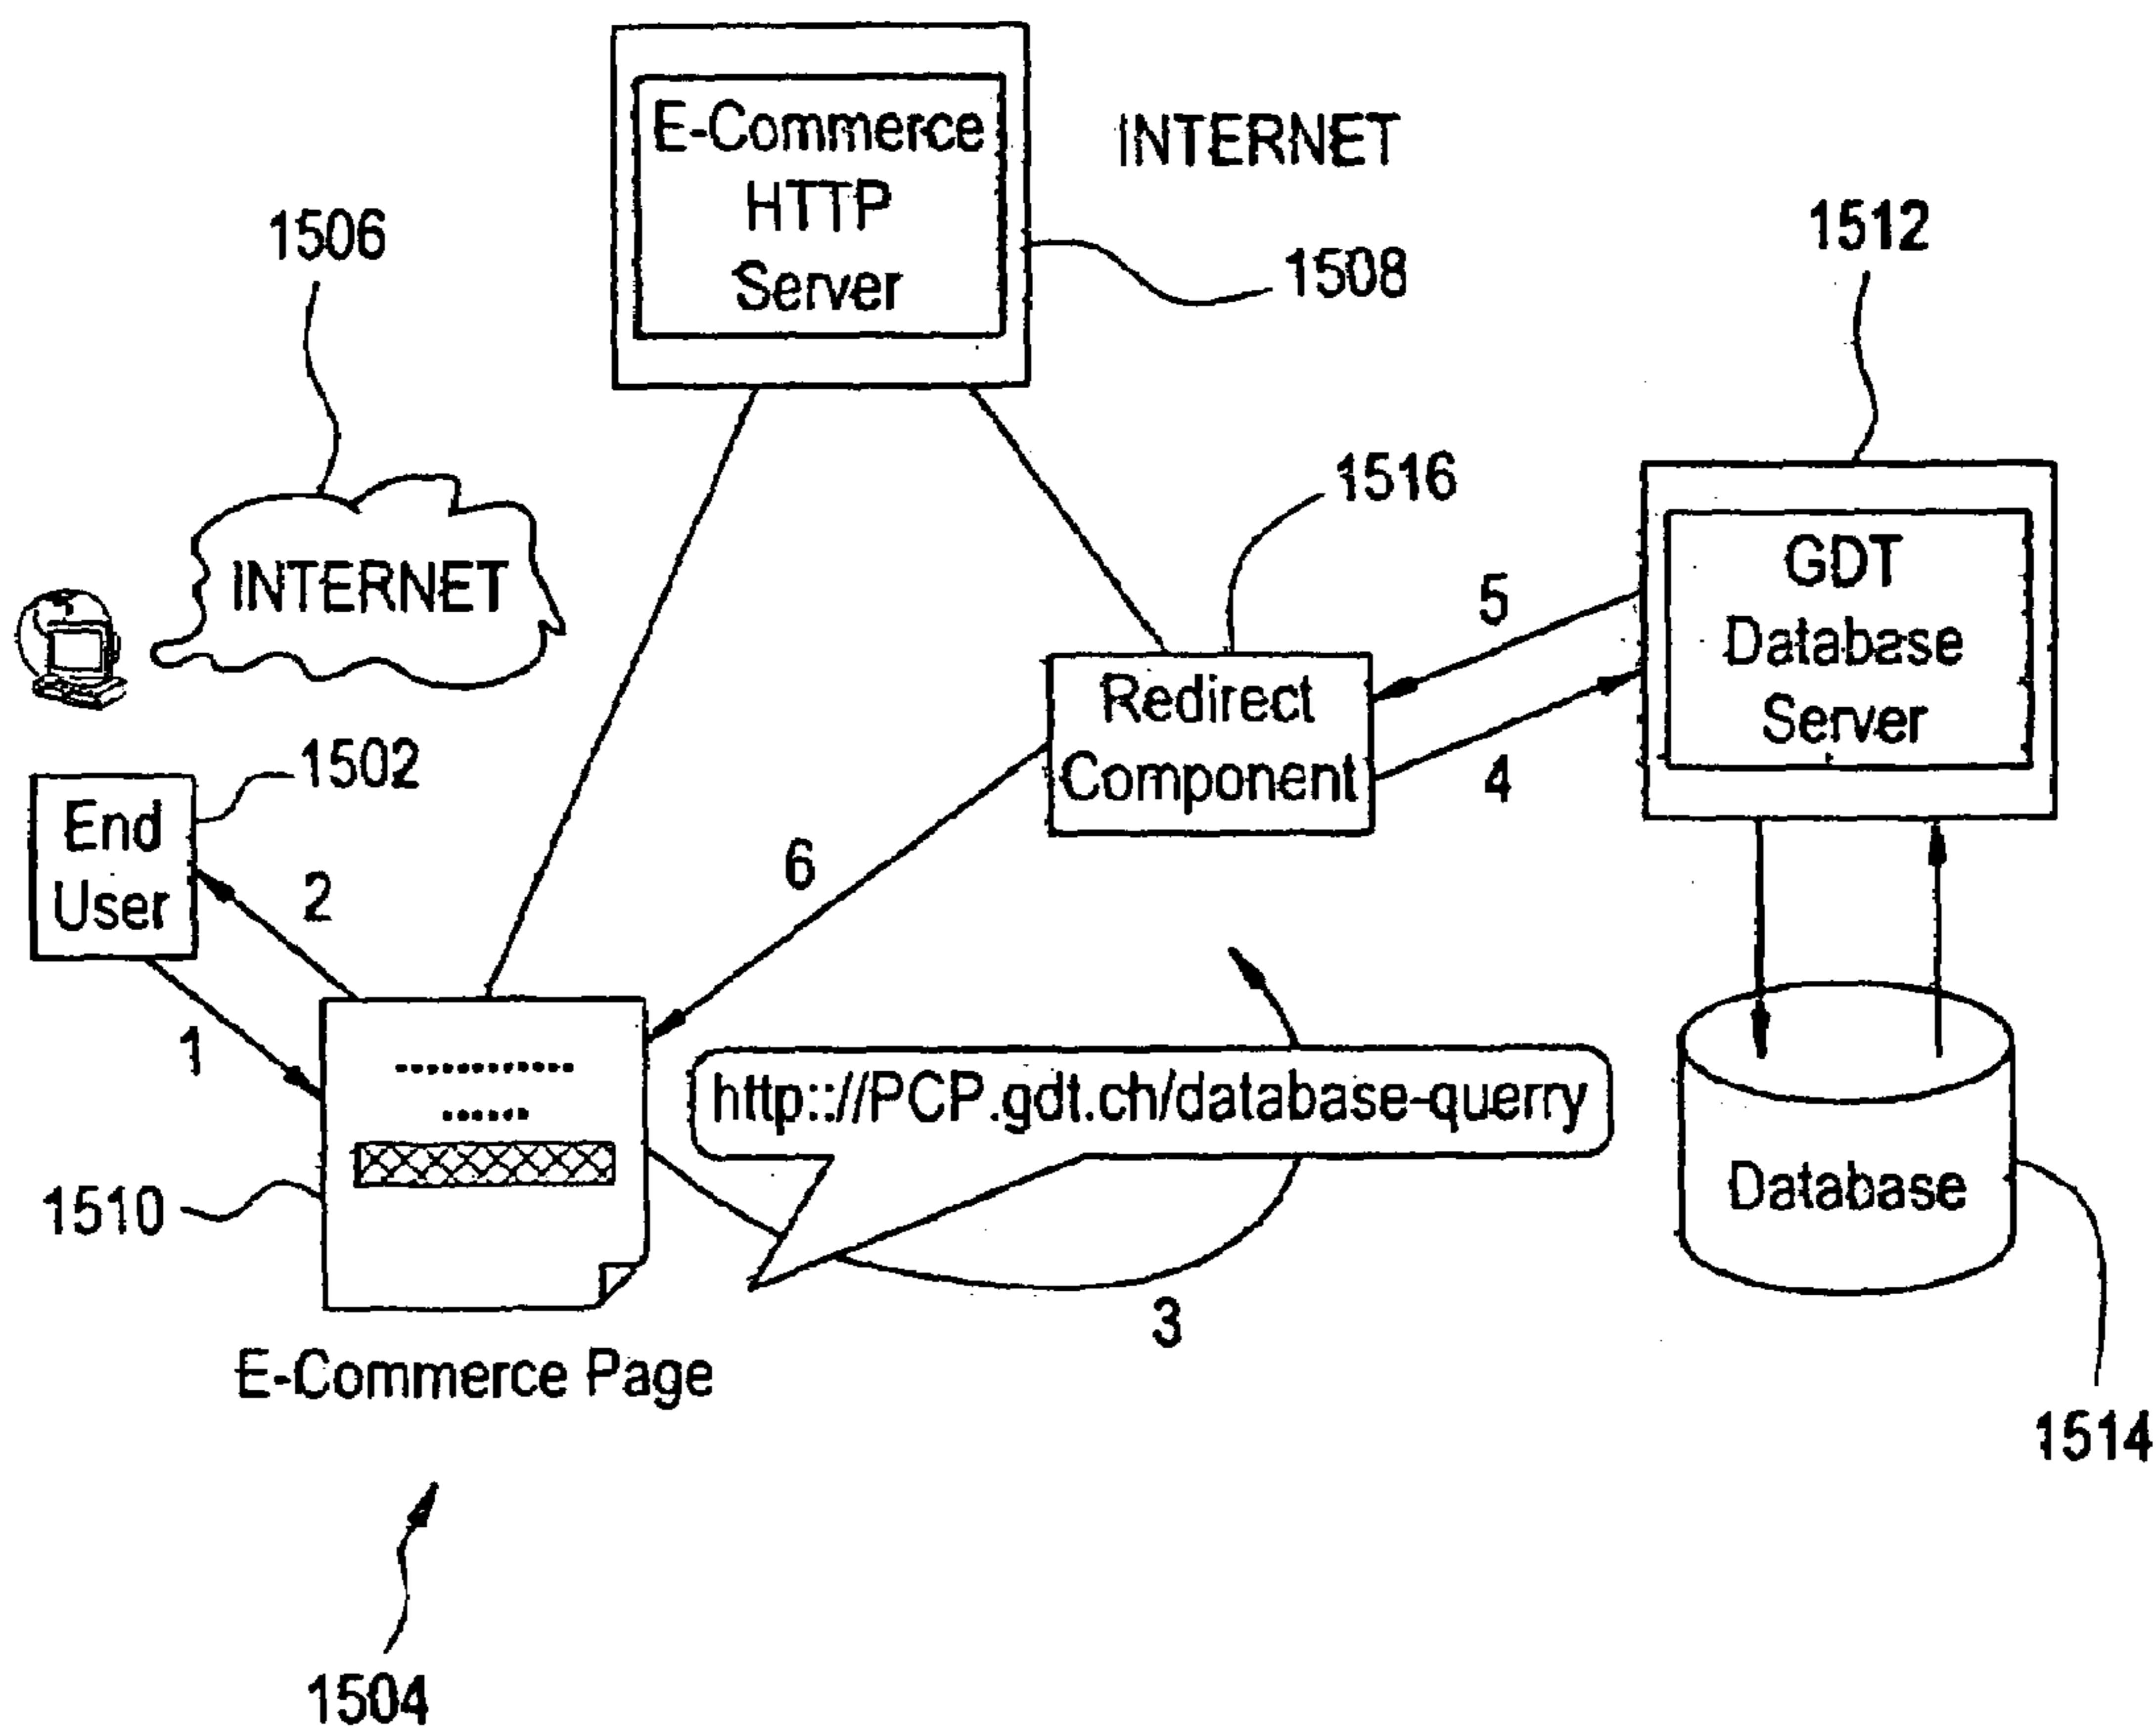 E-Commerce
HTTP
Server
INTERNET
1506
1508
1512
INTERNET
1516
GDT
Database
Server
5
Redirect
Component
4
1502
End
User
2
6
1
http:://PCP.gdt.ch/database-querry
Database
1510
3
E-Commerce Page
1514
1504